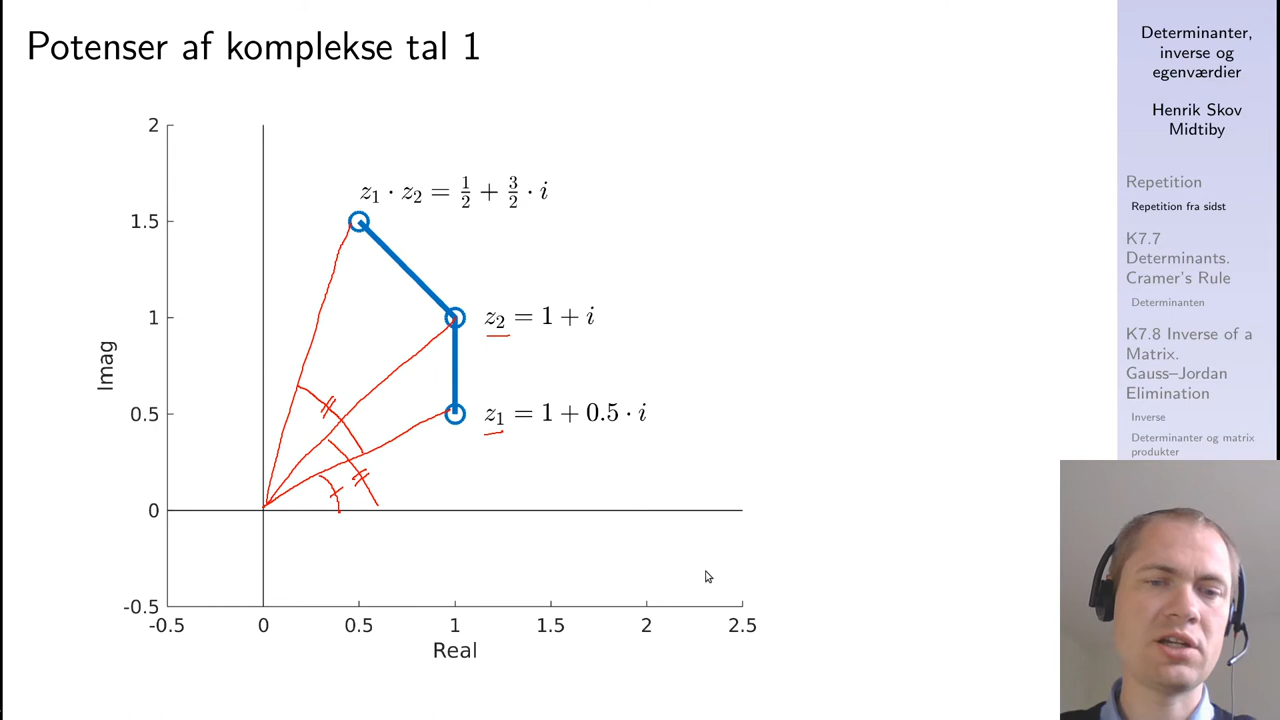 Potenser af komplekse tal 1
2
1.5
1
0.5
0
-0.5
-0.5
0
0.5
1
1.5
2
2.5
Real
Imag
z₁ · z₂ = 1/2 + 3/2 · i
z₂ = 1 + i
z₁ = 1 + 0.5 · i
Determinanter,
inverse og
egenværdier
Henrik Skov
Midtiby
Repetition
Repetition fra sidst
K7.7
Determinants.
Cramer's Rule
Determinanten
K7.8 Inverse of a
Matrix.
Gauss–Jordan
Elimination
Inverse
Determinanter og matrix
produkter